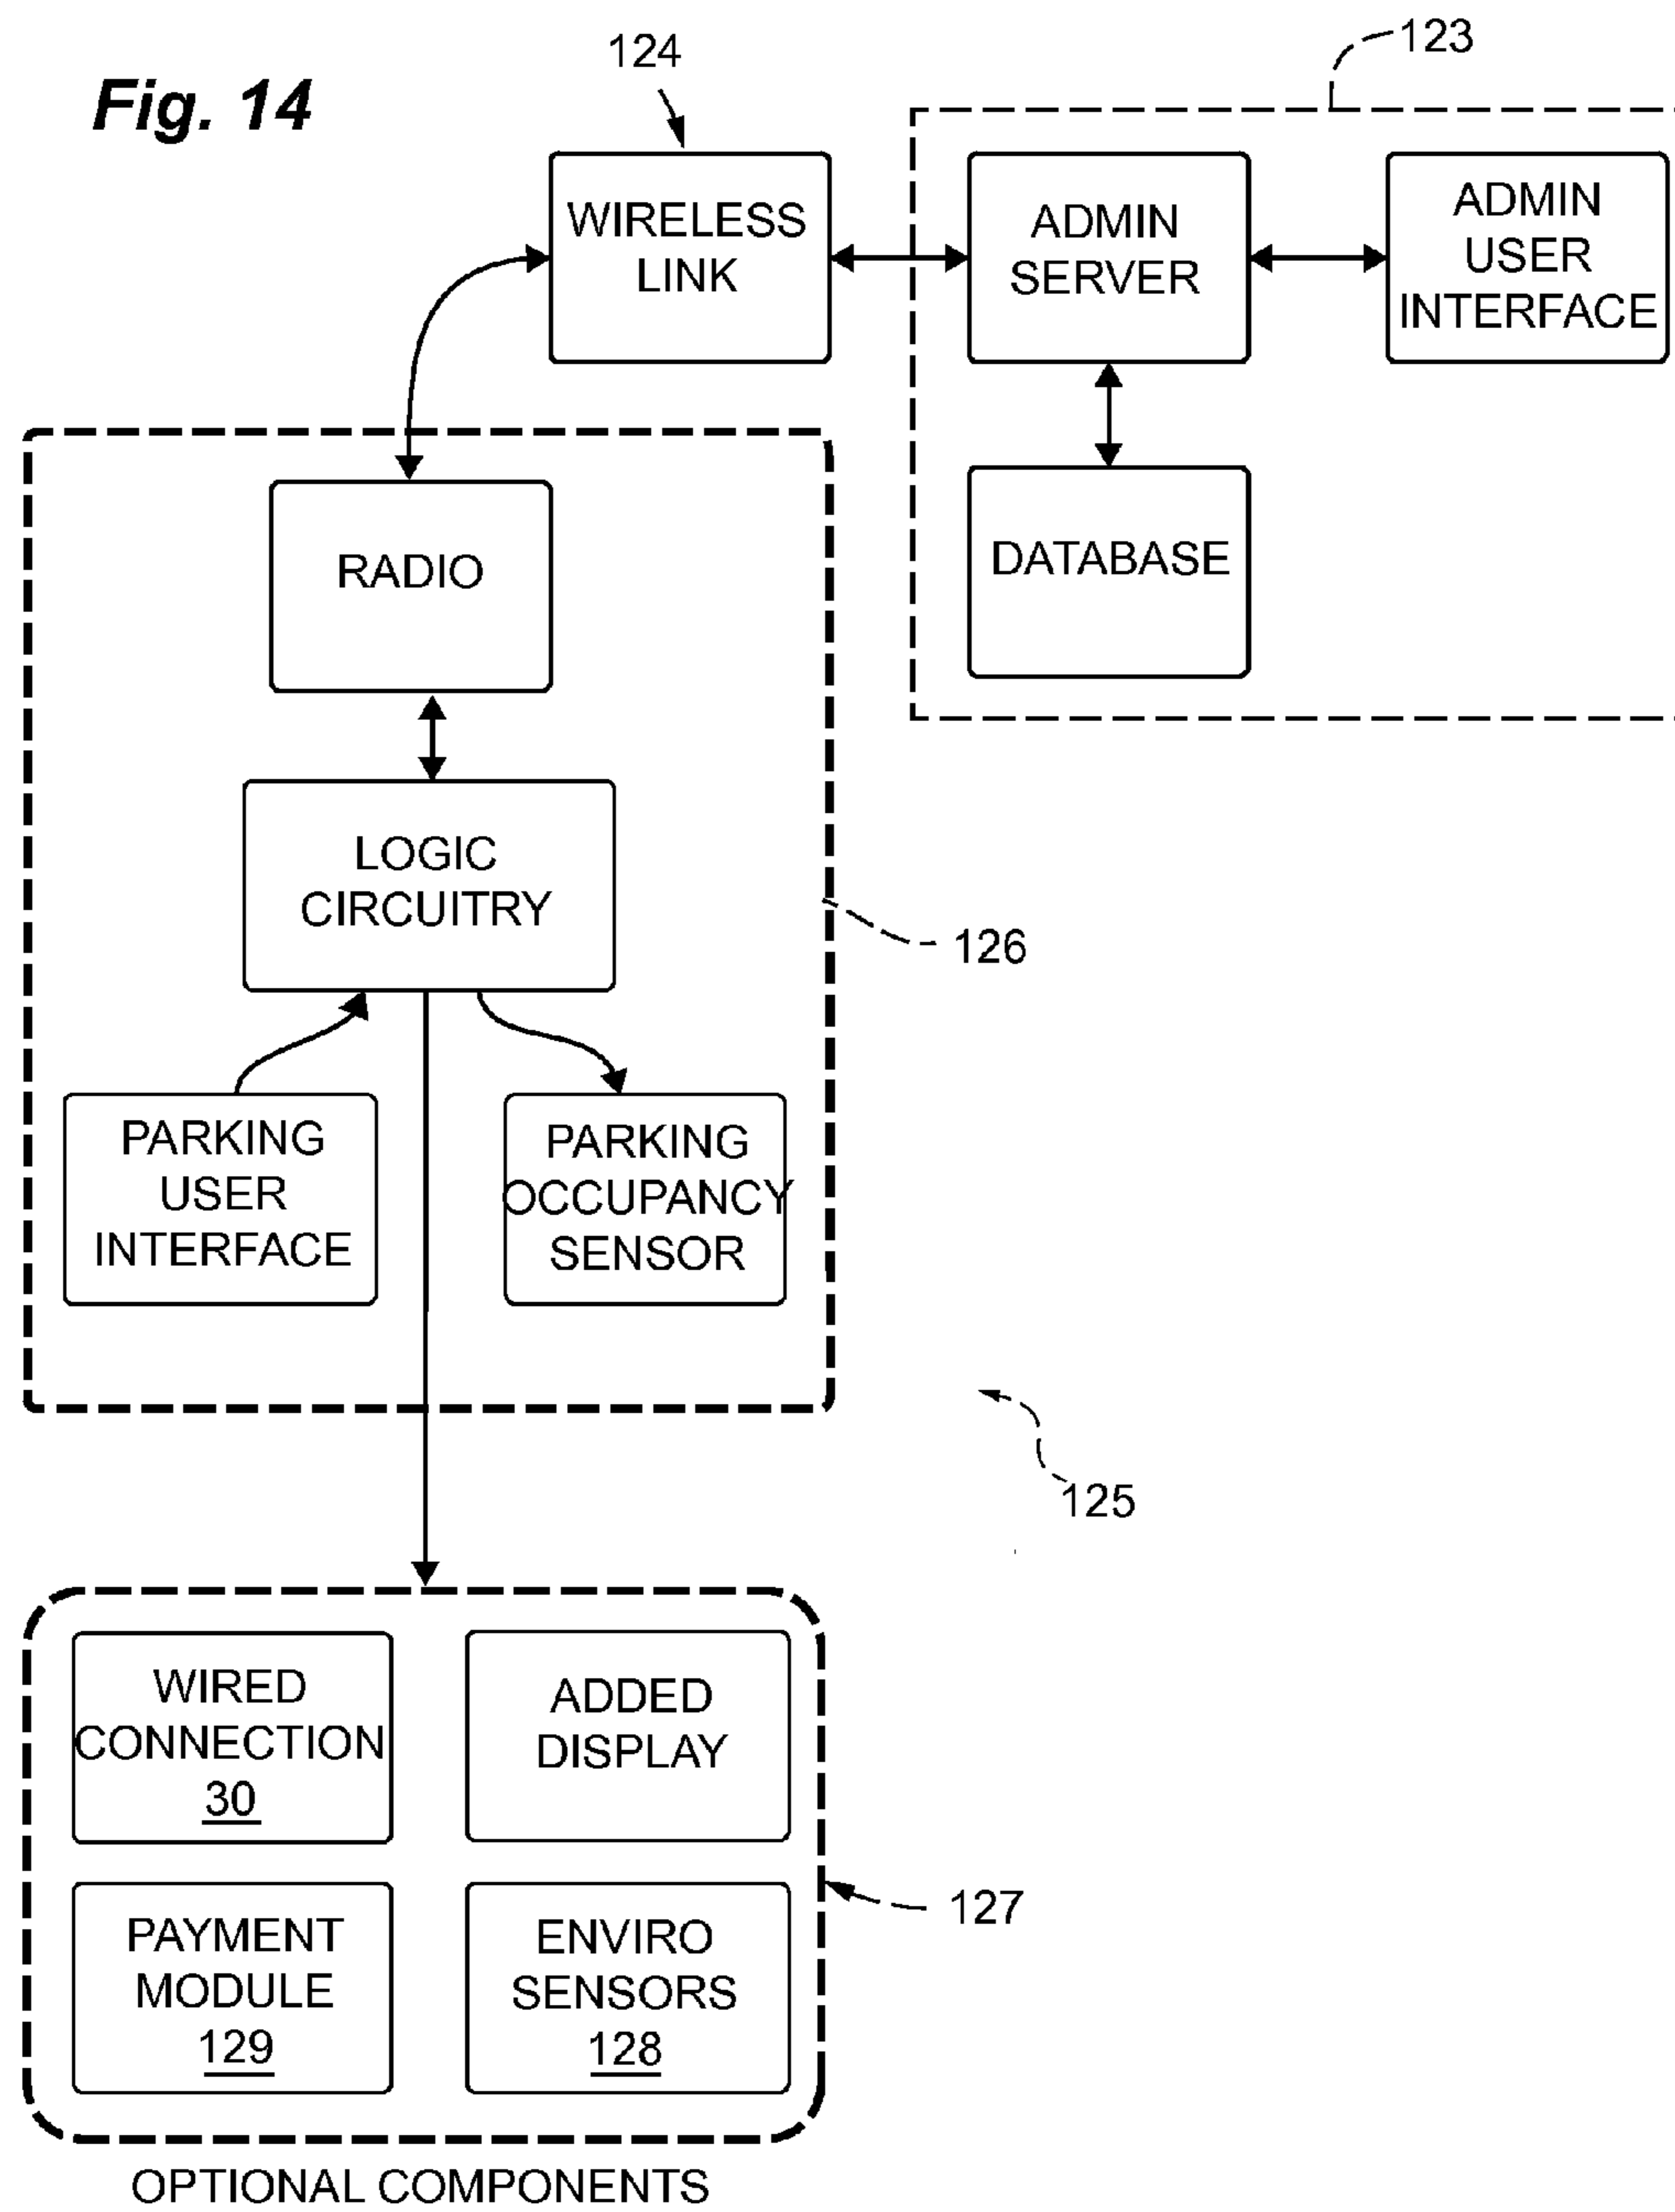 Fig. 14
124
123
WIRELESS
LINK
ADMIN
SERVER
ADMIN
USER
INTERFACE
RADIO
DATABASE
LOGIC
CIRCUITRY
126
PARKING
USER
INTERFACE
PARKING
OCCUPANCY
SENSOR
125
WIRED
CONNECTION
30
ADDED
DISPLAY
PAYMENT
MODULE
129
ENVIRO
SENSORS
128
127
OPTIONAL COMPONENTS